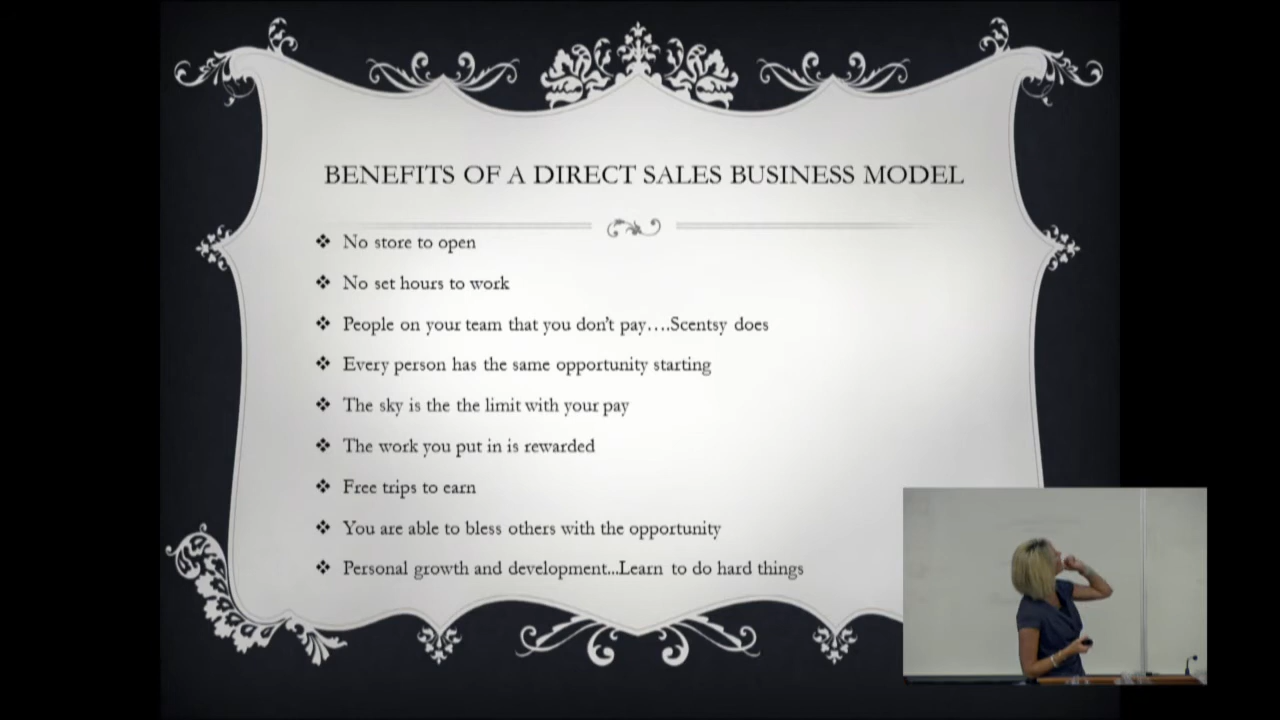 BENEFITS OF A DIRECT SALES BUSINESS MODEL
No store to open
No set hours to work
People on your team that you don't pay….Scentsy does
Every person has the same opportunity starting
The sky is the the limit with your pay
The work you put in is rewarded
Free trips to earn
You are able to bless others with the opportunity
Personal growth and development...Learn to do hard things